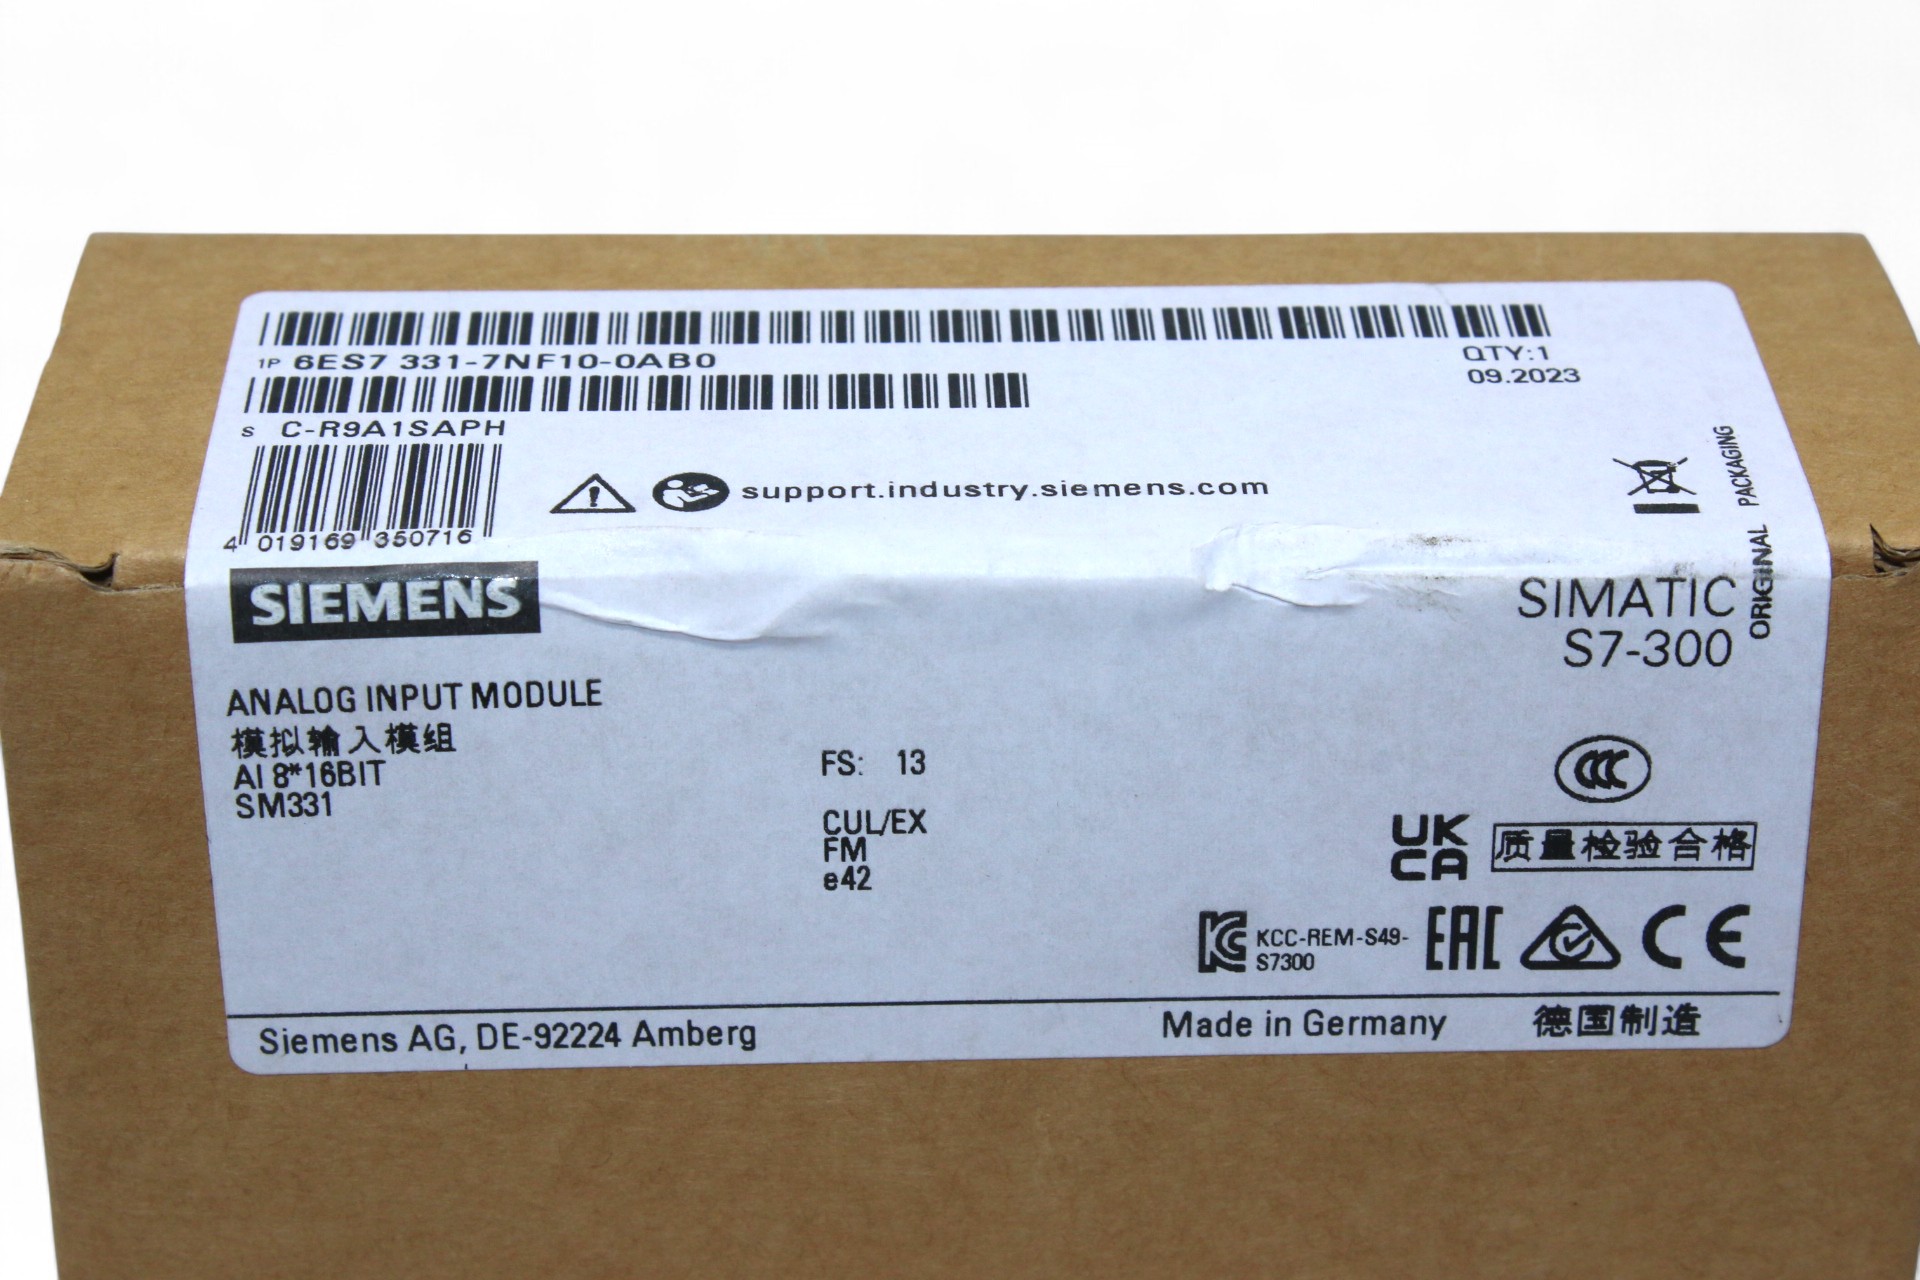 1P 6ES7 331-7NF10-0AB0
QTY:1
09.2023
S C-R9A1SAPH
4 019169 350716
support.industry.siemens.com
ORIGINAL PACKAGING
SIEMENS
SIMATIC
S7-300
ANALOG INPUT MODULE
模拟输入模组
AI 8*16BIT
SM331
FS: 13
CUL/EX
FM
e42
CCC
UK
CA
质量检验合格
KCC-REM-S49-
S7300
EAC
CE
Siemens AG, DE-92224 Amberg
Made in Germany
德国制造